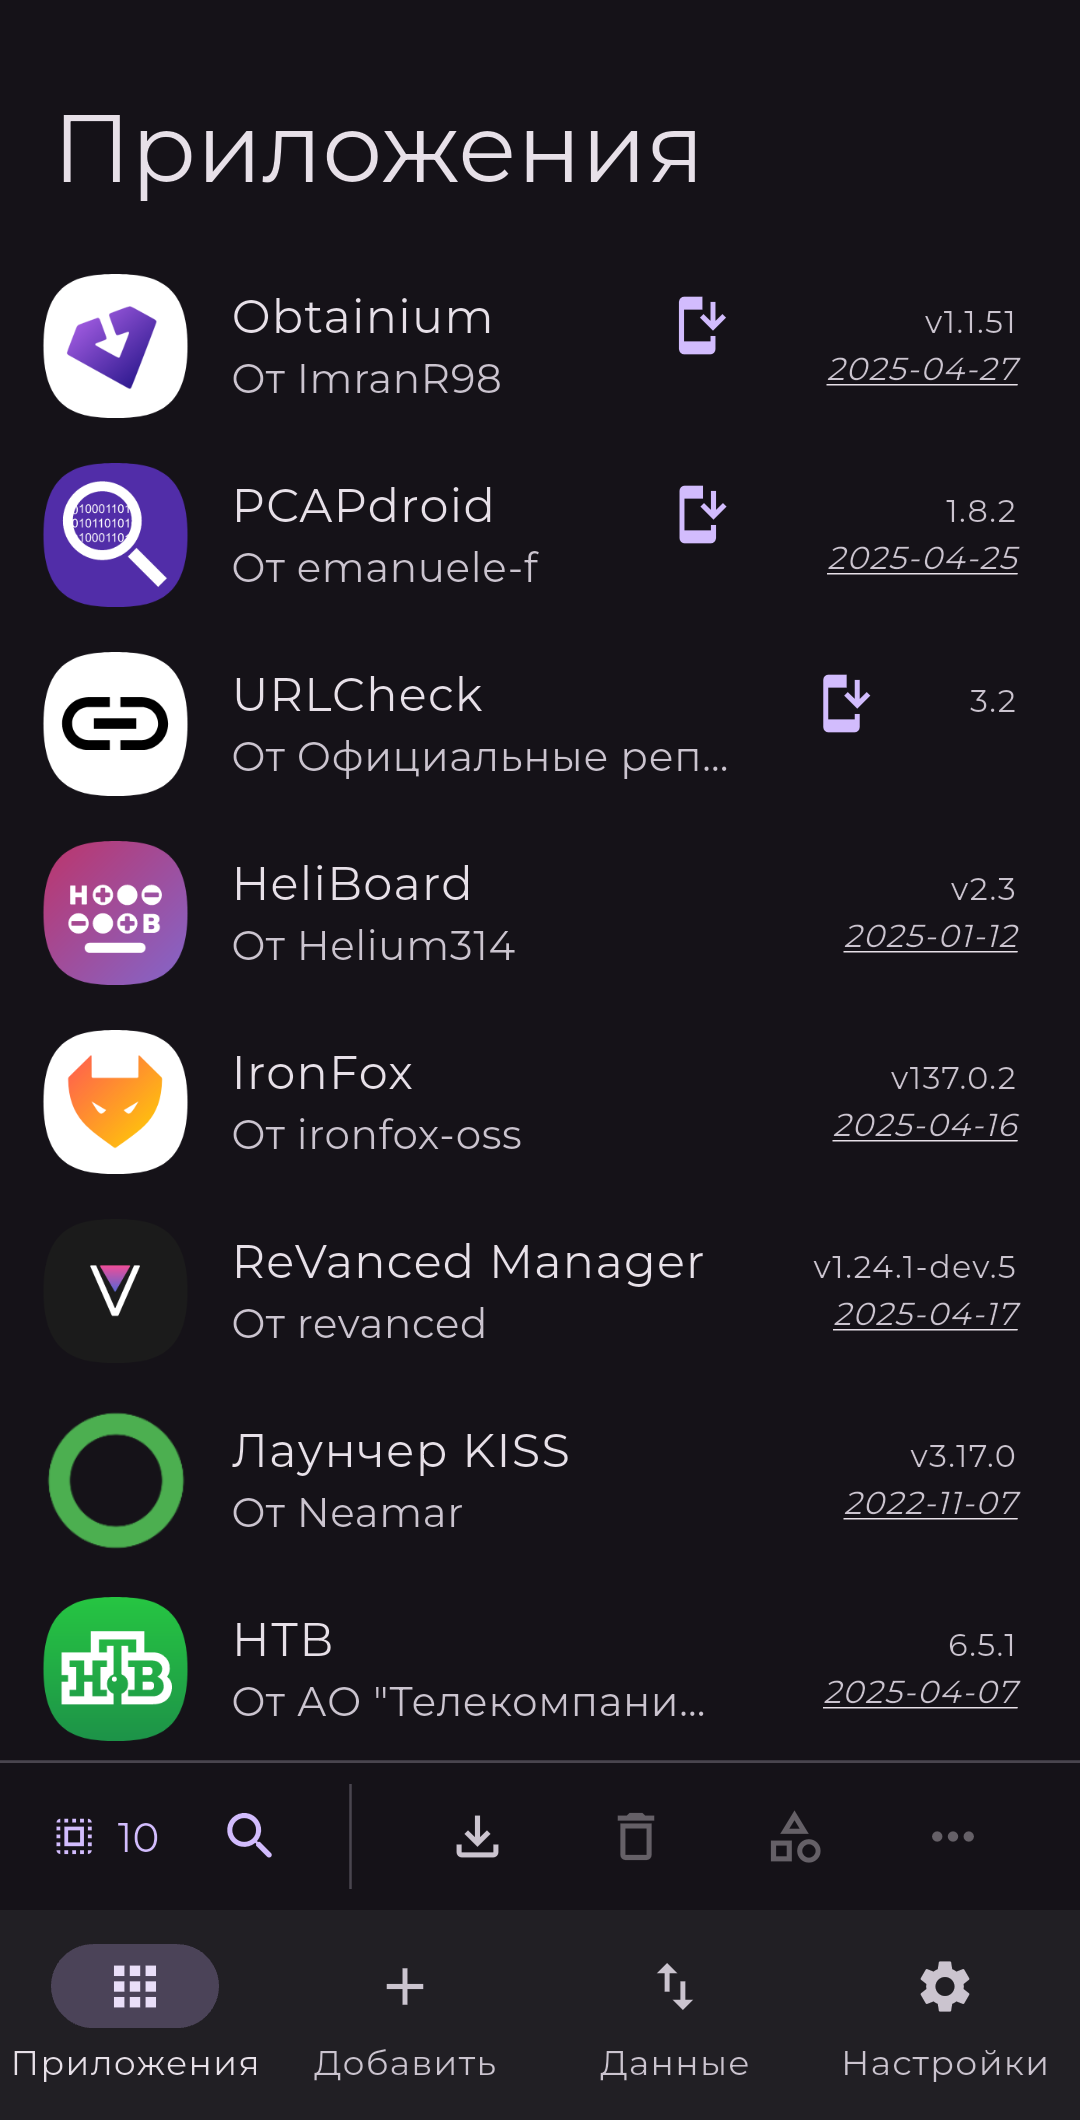 Приложения
Obtainium
От ImranR98
v1.1.51
2025-04-27
PCAPdroid
От emanuele-f
1.8.2
2025-04-25
URLCheck
От Официальные реп...
3.2
HeliBoard
От Helium314
v2.3
2025-01-12
IronFox
От ironfox-oss
v137.0.2
2025-04-16
ReVanced Manager
От revanced
v1.24.1-dev.5
2025-04-17
Лаунчер KISS
От Neamar
v3.17.0
2022-11-07
НТВ
НТВ
От АО "Телекомпани...
6.5.1
2025-04-07
10
Приложения
Добавить
Данные
Настройки